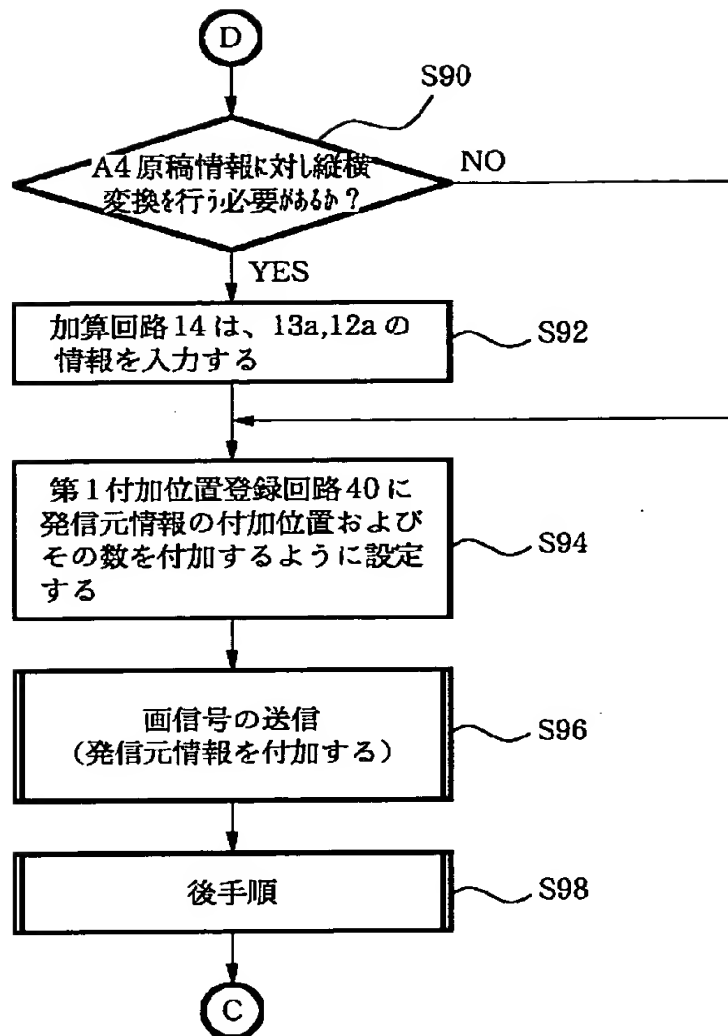 D
S90
A4原稿情報に対し縦横
変換を行う必要があるか?
NO
YES
加算回路14は、13a,12aの
情報を入力する
S92
第1付加位置登録回路40に
発信元情報の付加位置および
その数を付加するように設定
する
S94
画信号の送信
(発信元情報を付加する)
S96
後手順
S98
C